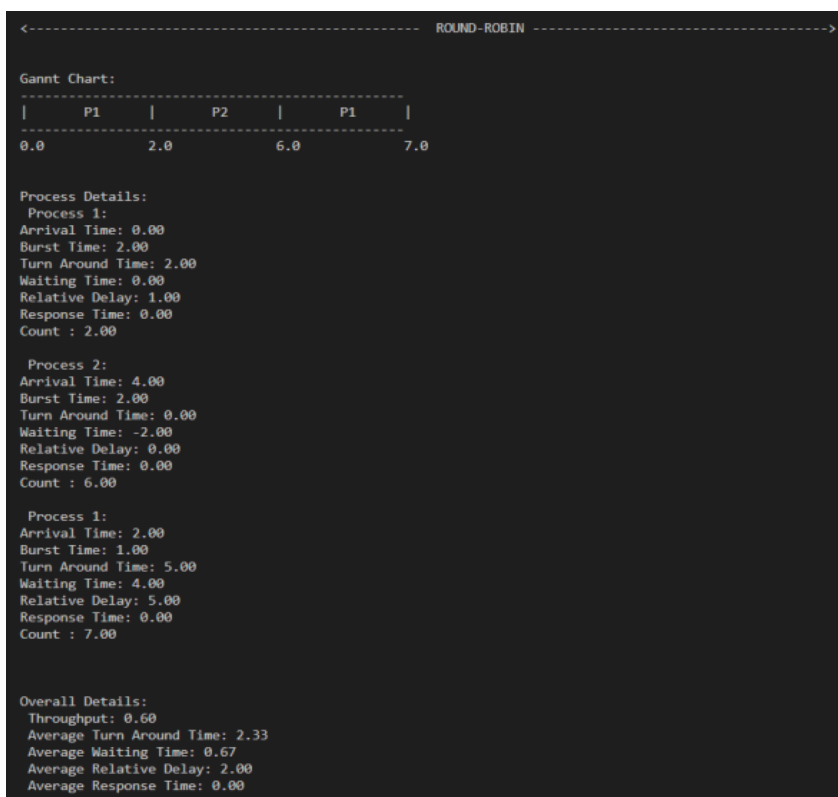 <--------------------------------------------------- ROUND-ROBIN ------------------------------------->
Gannt Chart:
------------------------------------------------
|       P1      |       P2      |       P1      |
------------------------------------------------
0.0             2.0             6.0             7.0
Process Details:
Process 1:
Arrival Time: 0.00
Burst Time: 2.00
Turn Around Time: 2.00
Waiting Time: 0.00
Relative Delay: 1.00
Response Time: 0.00
Count : 2.00
Process 2:
Arrival Time: 4.00
Burst Time: 2.00
Turn Around Time: 0.00
Waiting Time: -2.00
Relative Delay: 0.00
Response Time: 0.00
Count : 6.00
Process 1:
Arrival Time: 2.00
Burst Time: 1.00
Turn Around Time: 5.00
Waiting Time: 4.00
Relative Delay: 5.00
Response Time: 0.00
Count : 7.00
Overall Details:
Throughput: 0.60
Average Turn Around Time: 2.33
Average Waiting Time: 0.67
Average Relative Delay: 2.00
Average Response Time: 0.00